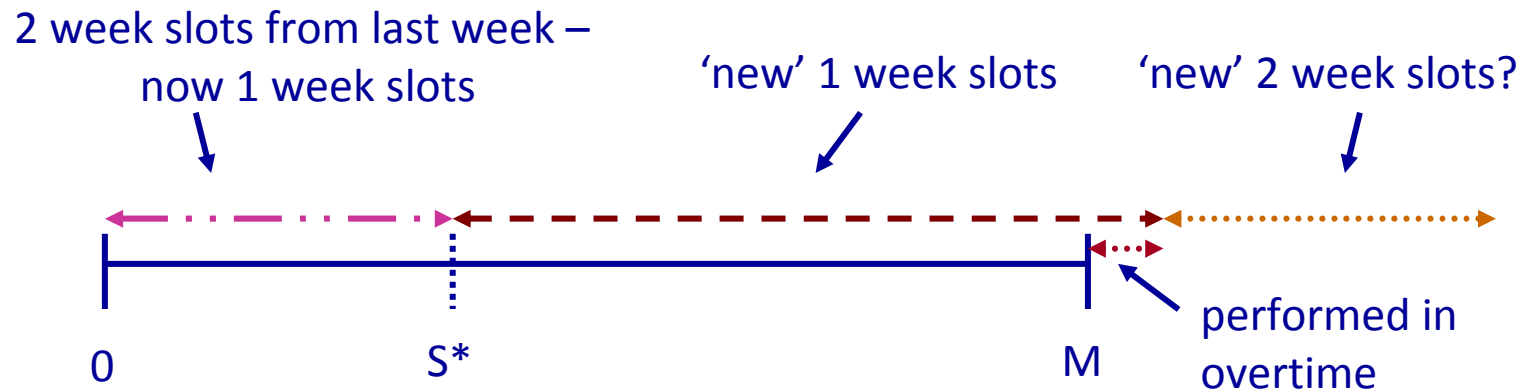 2 week slots from last week –
now 1 week slots
‘new’ 1 week slots
‘new’ 2 week slots?
0
S*
M
performed in
overtime